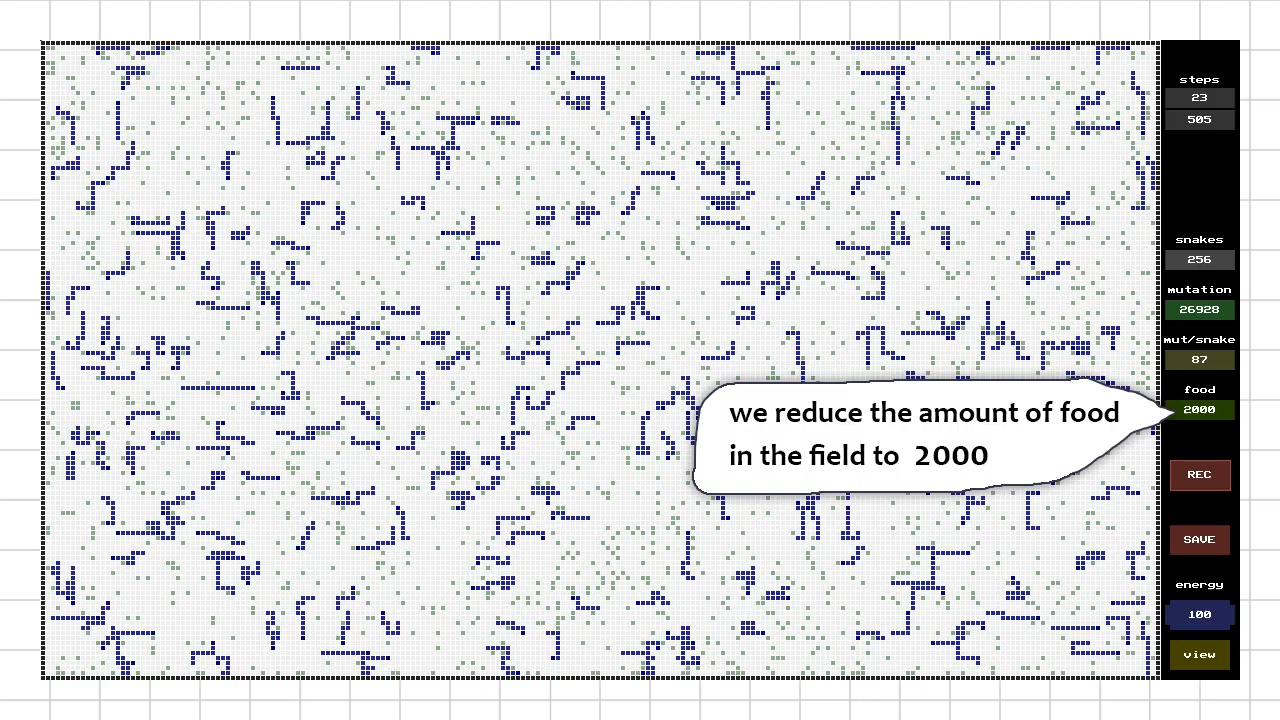 steps
23
505
snakes
256
mutation
26928
mut/snake
87
food
2000
we reduce the amount of food
in the field to 2000
REC
SAVE
energy
100
view